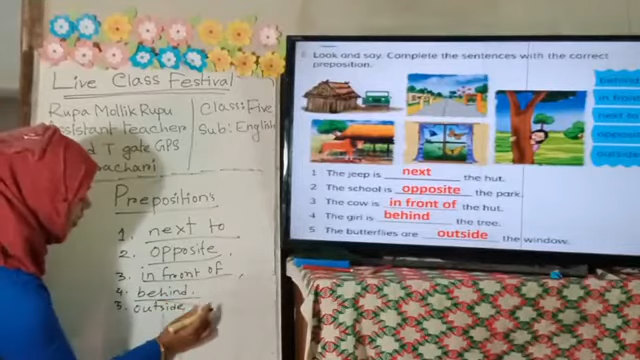 Live Class Festival
Rupa Mollik Rupu
Assistant Teacher
T gate GPS
Class: Five
Sub: English
Prepositions
1. next to
2. opposite.
3. in front of,
4. behind.
5. outside
Look and say. Complete the sentences with the correct
preposition.
behind
in front
next to
opposite
outside
1 The jeep is next the hut.
2 The school is opposite the park.
3 The cow is in front of the hut.
4 The girl is behind the tree.
5 The butterflies are outside the window.